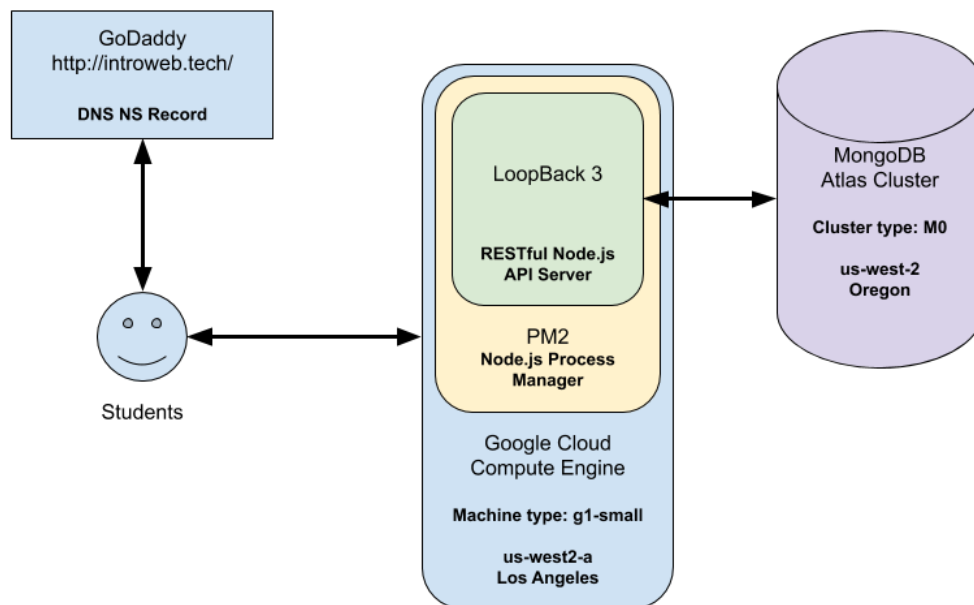 GoDaddy
http://introweb.tech/
DNS NS Record
Students
LoopBack 3
RESTful Node.js
API Server
PM2
Node.js Process
Manager
Google Cloud
Compute Engine
Machine type: g1-small
us-west2-a
Los Angeles
MongoDB
Atlas Cluster
Cluster type: M0
us-west-2
Oregon